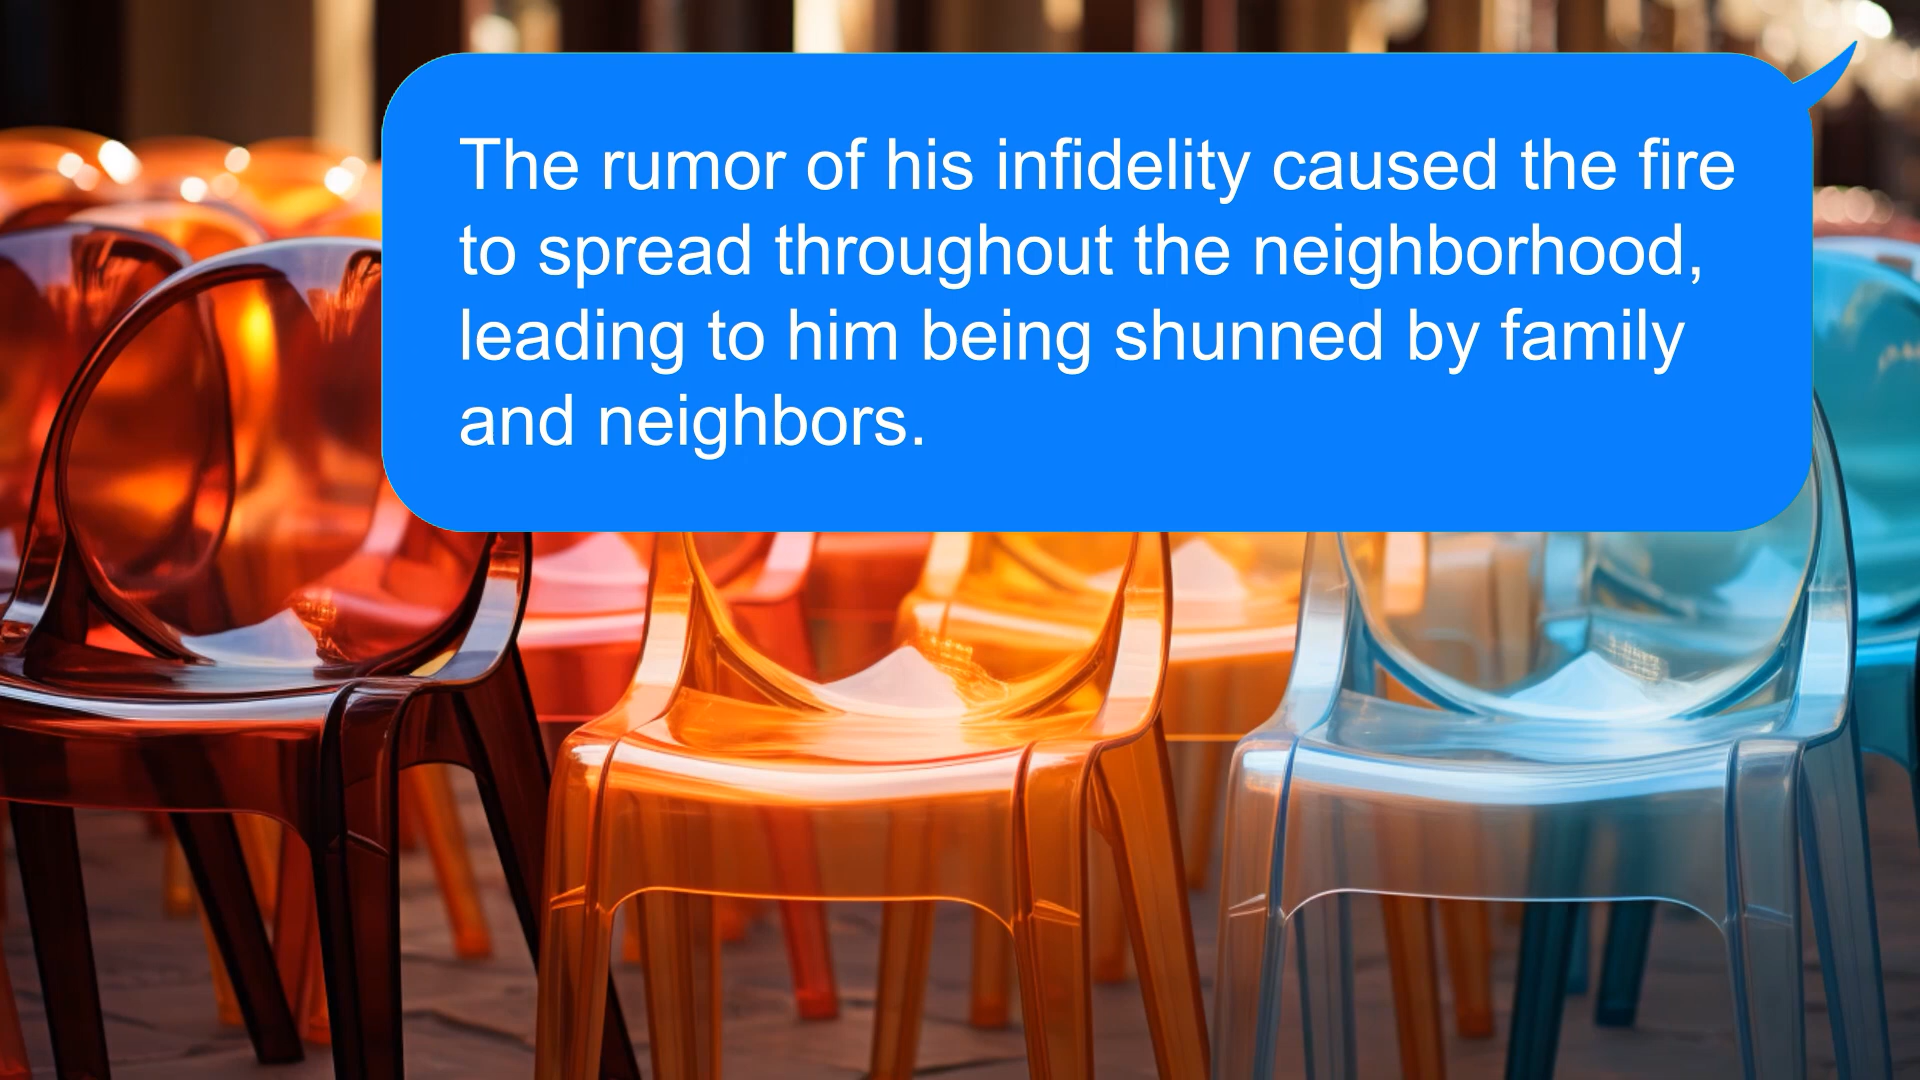 The rumor of his infidelity caused the fire
to spread throughout the neighborhood,
leading to him being shunned by family
and neighbors.